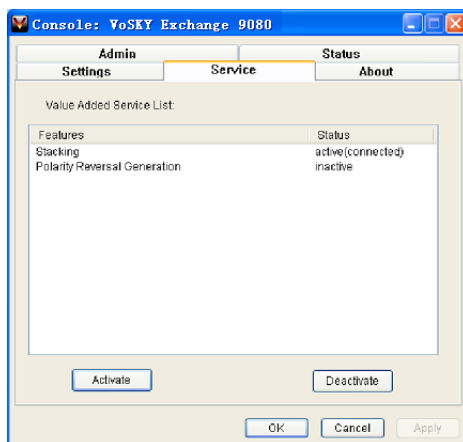 Console: VoSKY Exchange 9080
Admin Status
Settings Service About
Value Added Service List:
Features Status
Stacking active(connected)
Polarity Reversal Generation inactive
Activate Deactivate
OK Cancel Apply